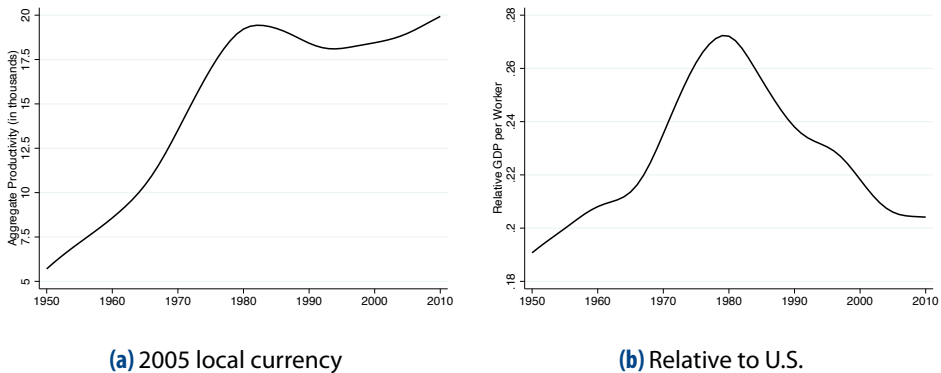 Aggregate Productivity (in thousands)
20
17.5
15
12.5
10
7.5
5
1950 1960 1970 1980 1990 2000 2010
(a) 2005 local currency
Relative GDP per Worker
.28
.26
.24
.22
.2
.18
1950 1960 1970 1980 1990 2000 2010
(b) Relative to U.S.